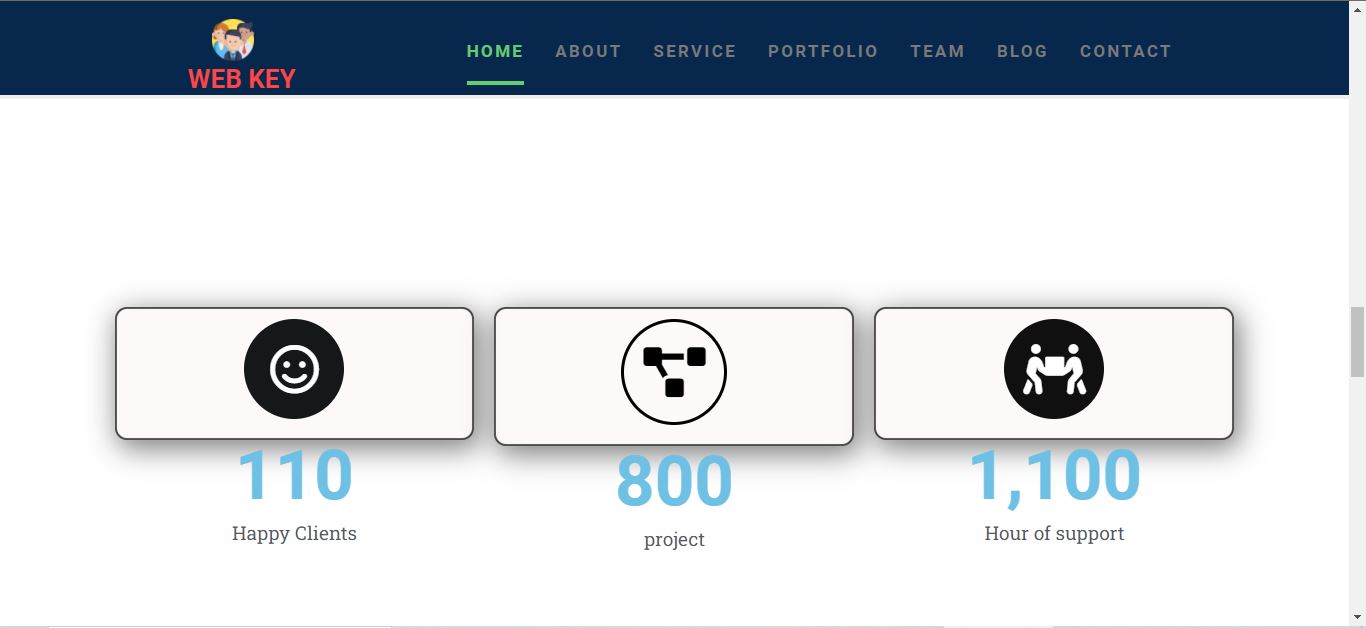 WEB KEY
HOME ABOUT SERVICE PORTFOLIO TEAM BLOG CONTACT
110
Happy Clients
800
project
1,100
Hour of support